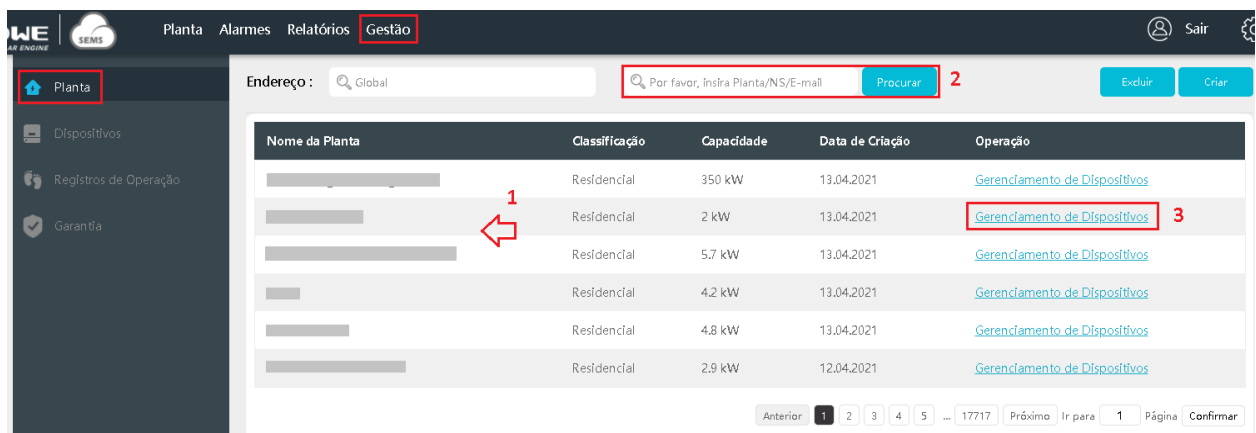 WE SEMS Planta Alarmes Relatórios Gestão Sair
AR ENGINE
Planta
Dispositivos
Registros de Operação
Garantia
Endereço : Global Por favor, insira Planta/NS/E-mail Procurar 2 Excluir Criar
Nome da Planta Classificação Capacidade Data de Criação Operação
Residencial 350 kW 13.04.2021 Gerenciamento de Dispositivos
1
Residencial 2 kW 13.04.2021 Gerenciamento de Dispositivos 3
Residencial 5.7 kW 13.04.2021 Gerenciamento de Dispositivos
Residencial 4.2 kW 13.04.2021 Gerenciamento de Dispositivos
Residencial 4.8 kW 13.04.2021 Gerenciamento de Dispositivos
Residencial 2.9 kW 12.04.2021 Gerenciamento de Dispositivos
Anterior 1 2 3 4 5 ... 17717 Próximo Ir para 1 Página Confirmar